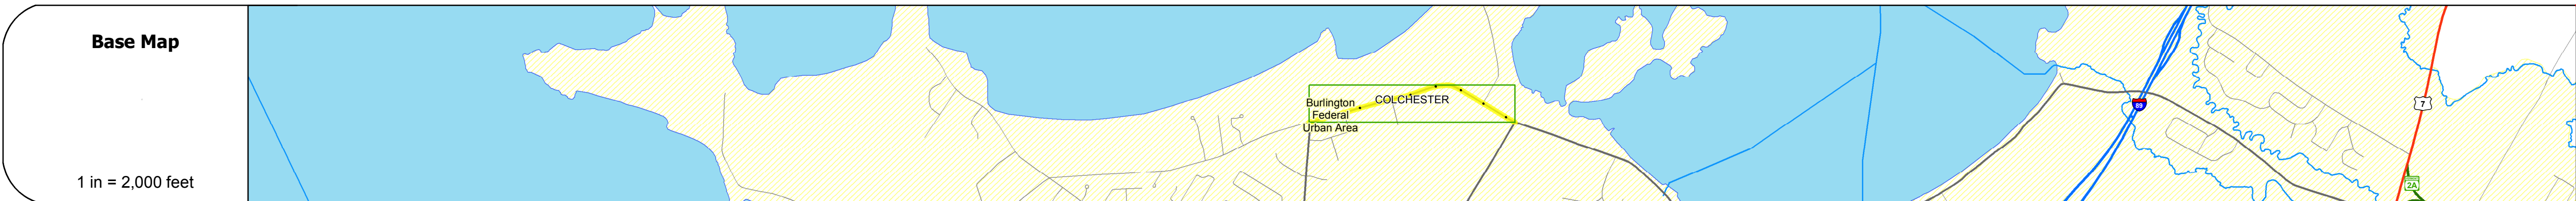 Base Map
1 in = 2,000 feet
Burlington
Federal
Urban Area
COLCHESTER
89
7
2A